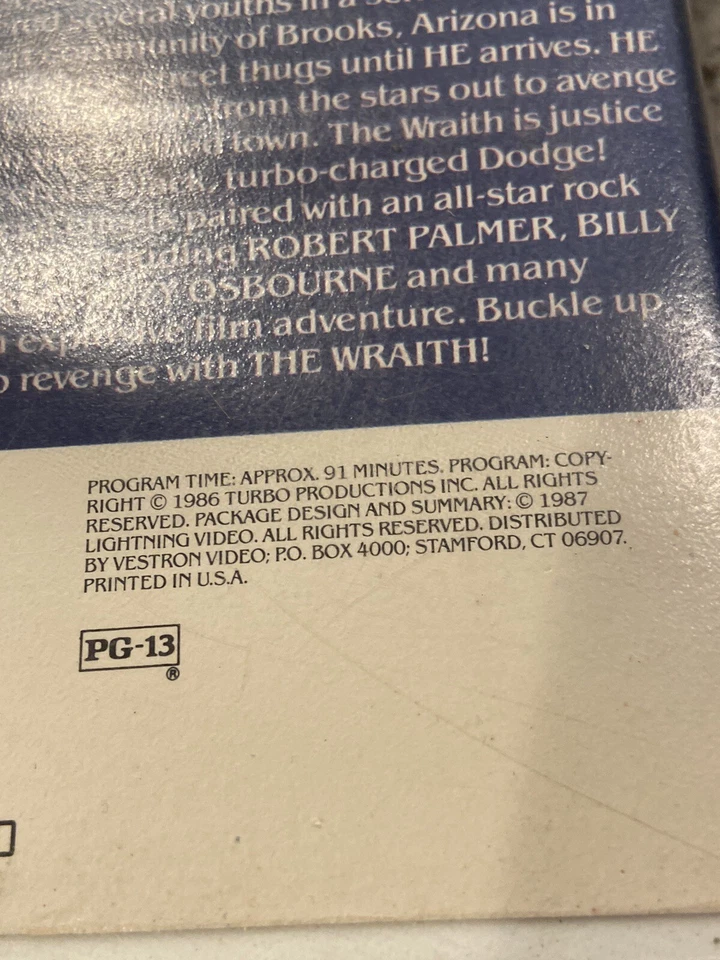 several youths in a
of Brooks, Arizona is in
thugs until HE arrives. HE
from the stars out to avenge
town. The Wraith is justice
turbo-charged Dodge!
paired with an all-star rock
ROBERT PALMER, BILLY
OSBOURNE and many
film adventure. Buckle up
revenge with THE WRAITH!
PROGRAM TIME: APPROX. 91 MINUTES. PROGRAM: COPY-
RIGHT © 1986 TURBO PRODUCTIONS INC. ALL RIGHTS
RESERVED. PACKAGE DESIGN AND SUMMARY: © 1987
LIGHTNING VIDEO. ALL RIGHTS RESERVED. DISTRIBUTED
BY VESTRON VIDEO; P.O. BOX 4000; STAMFORD, CT 06907.
PRINTED IN U.S.A.
PG-13
®